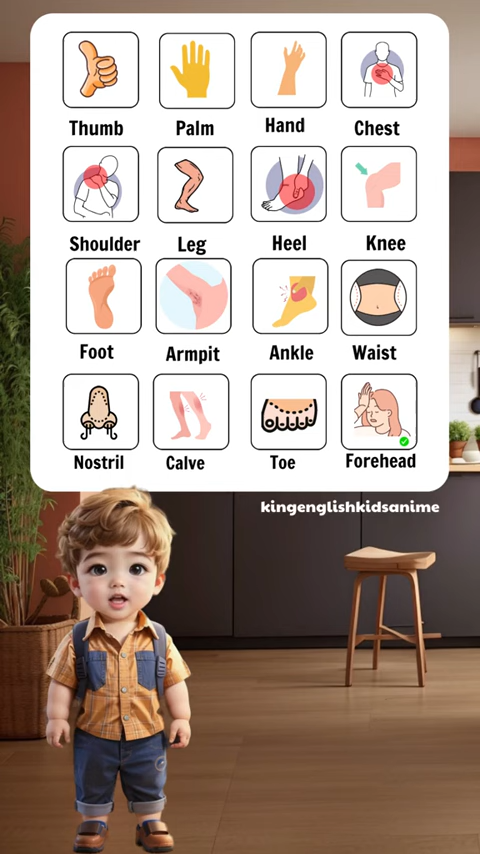 Thumb Palm Hand Chest
Shoulder Leg Heel Knee
Foot Armpit Ankle Waist
Nostril Calve Toe Forehead
kingenglishkidsanime